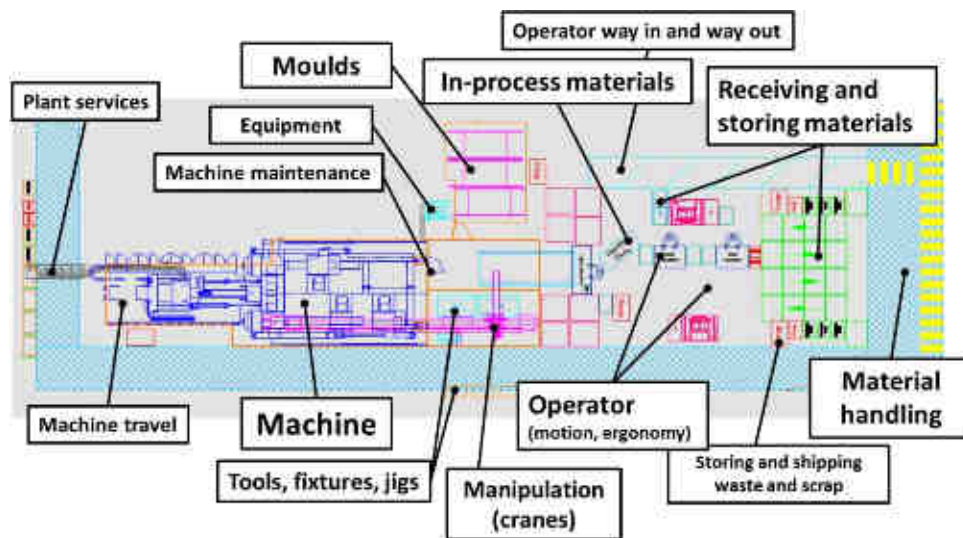 Operator way in and way out
Moulds
In-process materials
Plant services
Receiving and
storing materials
Equipment
Machine maintenance
Machine travel
Machine
Operator
(motion, ergonomy)
Material
handling
Tools, fixtures, jigs
Manipulation
(cranes)
Storing and shipping
waste and scrap